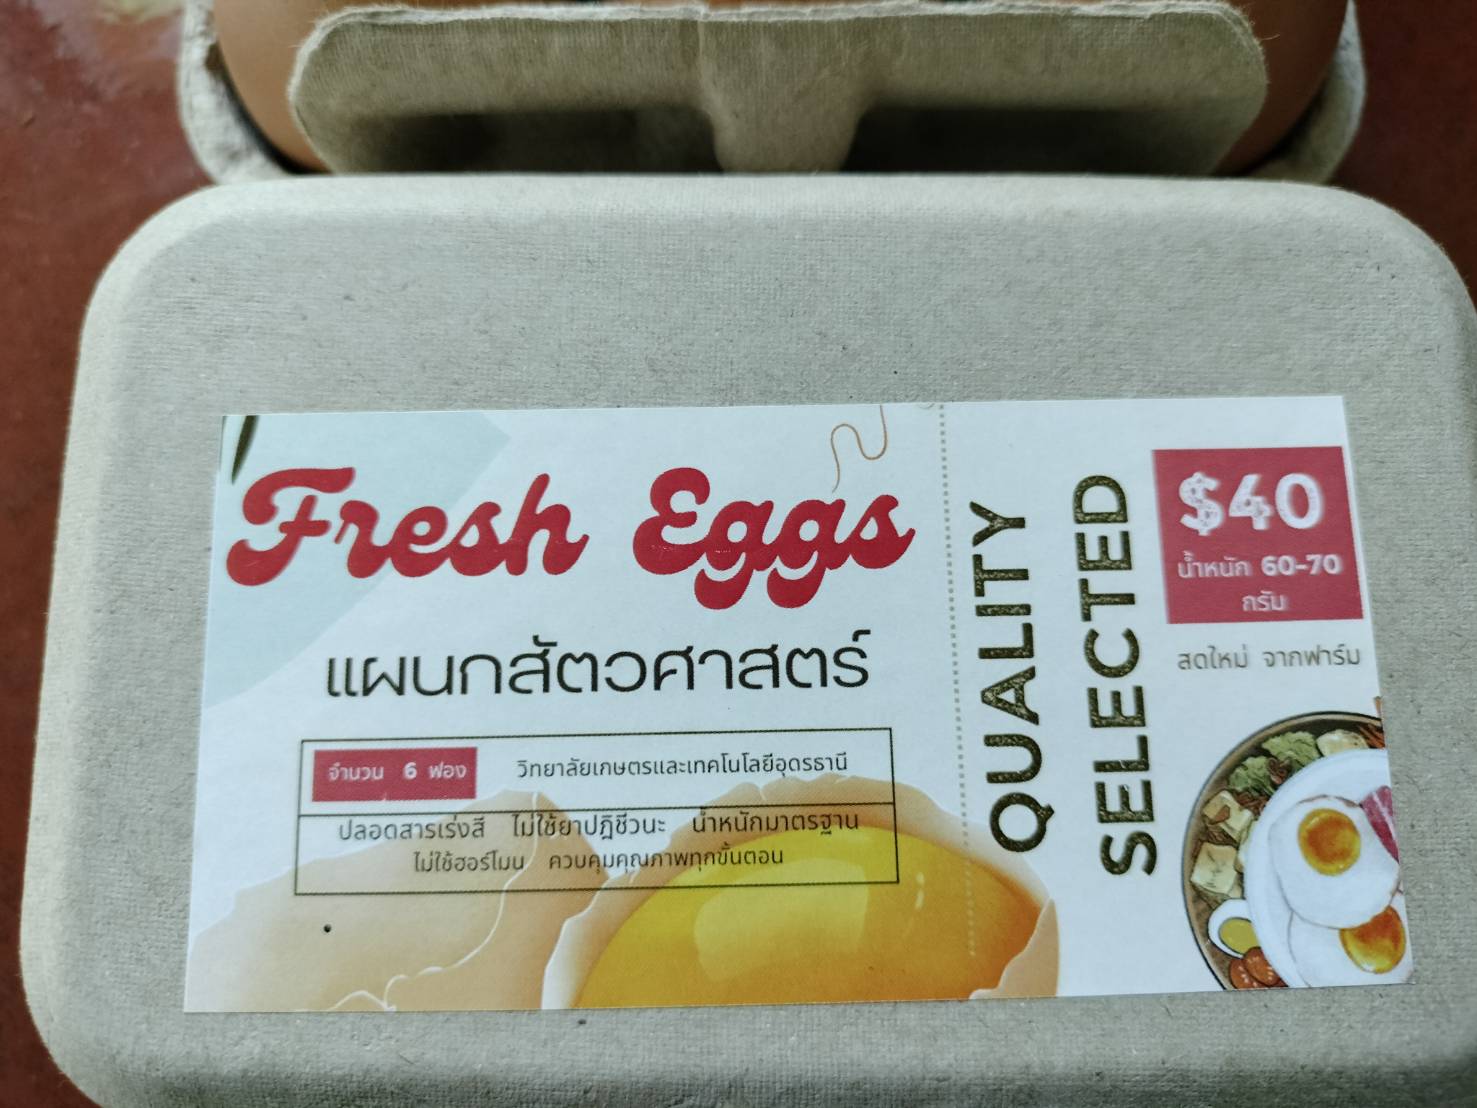 Fresh Eggs
แผนกสัตวศาสตร์
จำนวน 6 ฟอง
วิทยาลัยเกษตรและเทคโนโลยีอุดรธานี
ปลอดสารเร่งสี ไม่ใช้ยาปฎิชีวนะ น้ำหนักมาตรฐาน
ไม่ใช้ฮอร์โมน ควบคุมคุณภาพทุกขั้นตอน
QUALITY
SELECTED
$40
น้ำหนัก 60-70
กรัม
สดใหม่ จากฟาร์ม